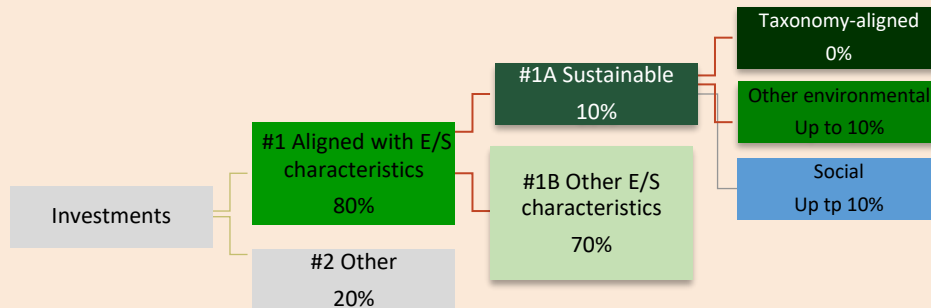 Investments
#1 Aligned with E/S
characteristics
80%
#2 Other
20%
#1A Sustainable
10%
#1B Other E/S
characteristics
70%
Taxonomy-aligned
0%
Other environmental
Up to 10%
Social
Up tp 10%